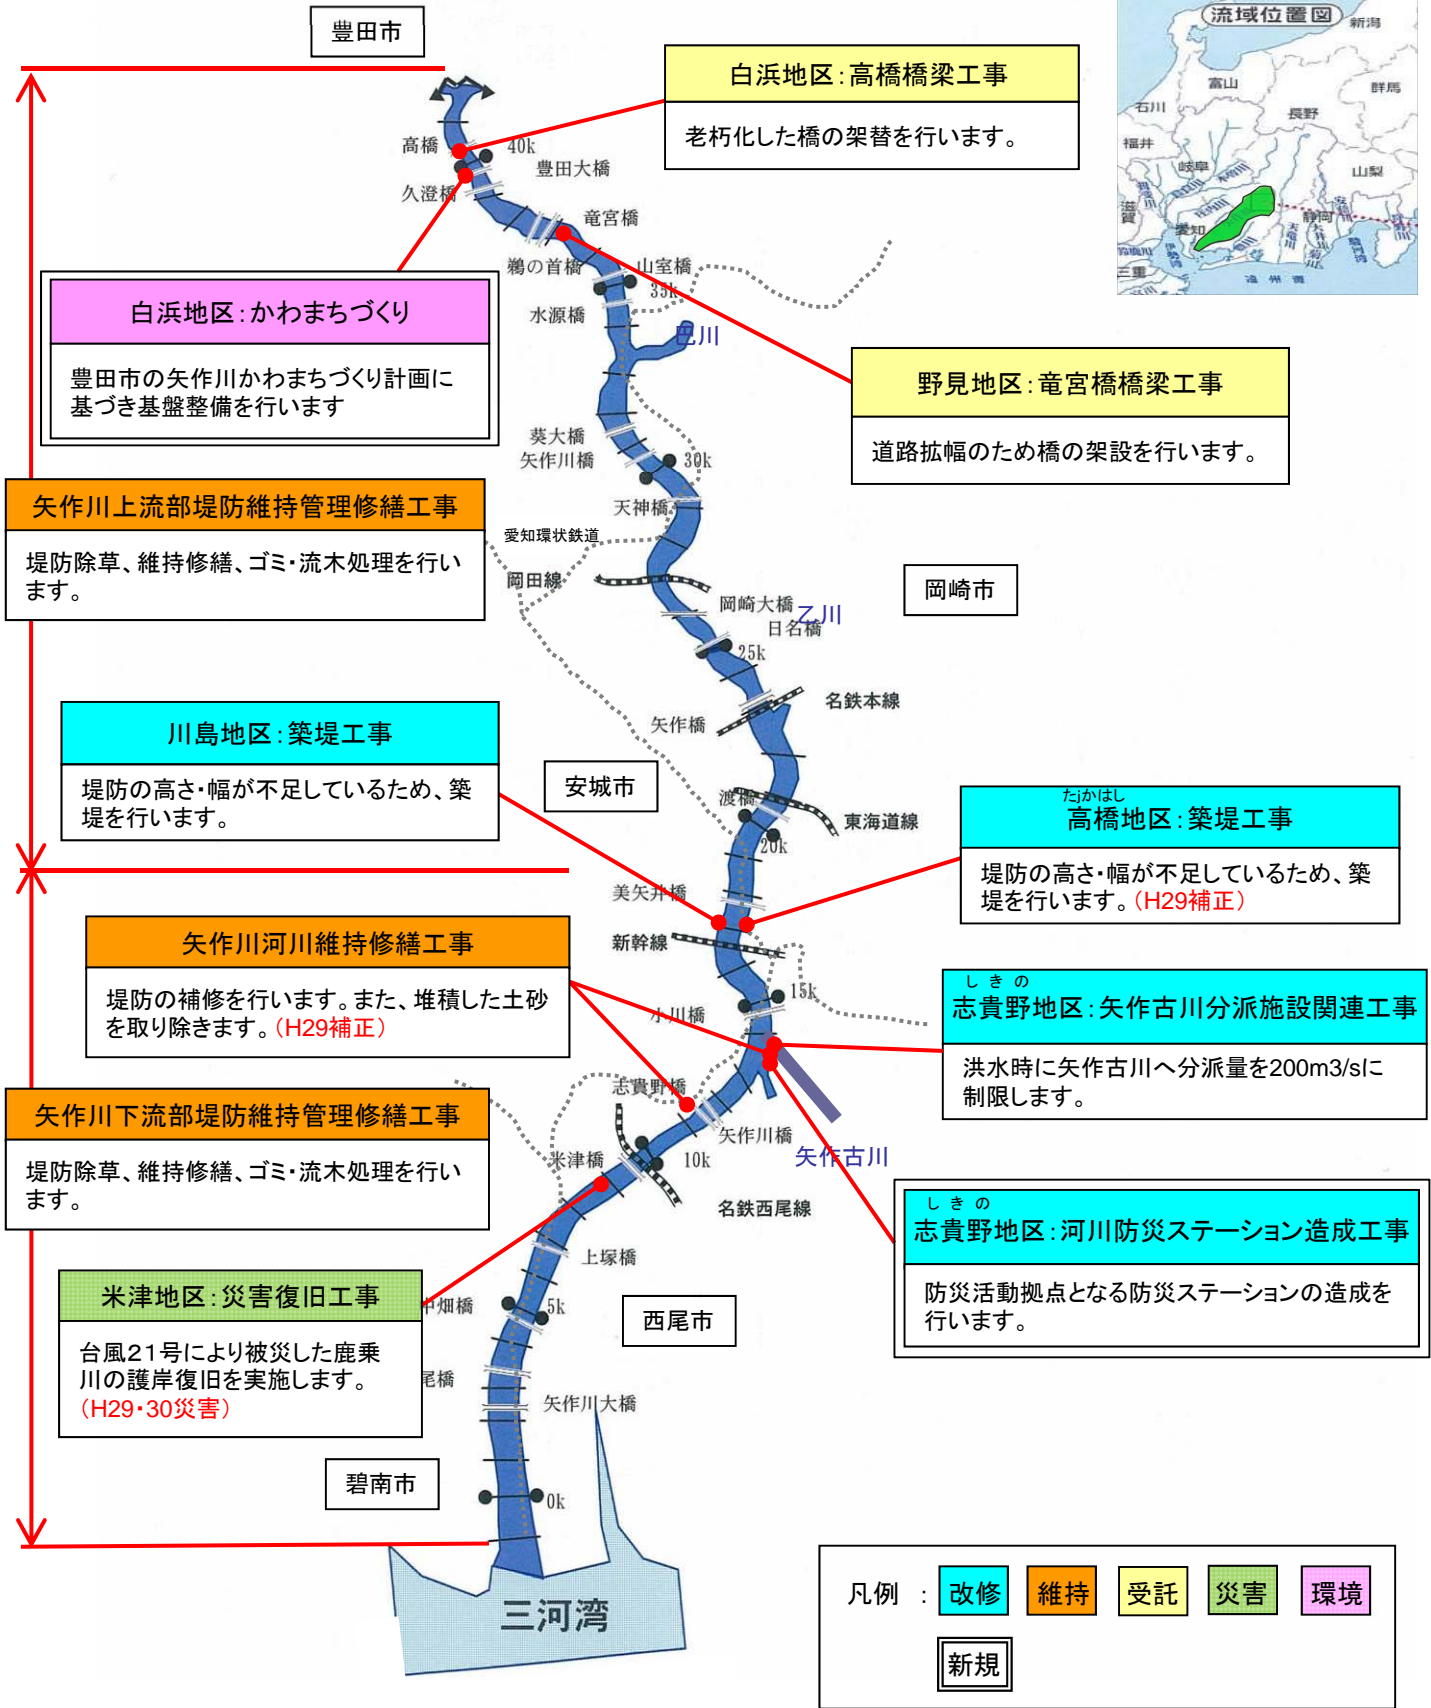 豊田市
流域位置図
新潟
富山
群馬
石川
長野
福井
岐阜
山梨
滋賀
愛知
静岡
三重
遠州灘
白浜地区:高橋橋梁工事
老朽化した橋の架替を行います。
高橋
40k
豊田大橋
久澄橋
竜宮橋
鵜の首橋
山室橋
35k
水源橋
巴川
白浜地区:かわまちづくり
豊田市の矢作川かわまちづくり計画に
基づき基盤整備を行います
野見地区:竜宮橋橋梁工事
道路拡幅のため橋の架設を行います。
葵大橋
矢作川橋
30k
天神橋
矢作川上流部堤防維持管理修繕工事
堤防除草、維持修繕、ゴミ・流木処理を行い
ます。
愛知環状鉄道
岡田線
岡崎市
岡崎大橋
乙川
日名橋
25k
名鉄本線
矢作橋
川島地区:築堤工事
堤防の高さ・幅が不足しているため、築
堤を行います。
安城市
渡橋
東海道線
20k
たjかはし
高橋地区:築堤工事
堤防の高さ・幅が不足しているため、築
堤を行います。(H29補正)
美矢井橋
新幹線
矢作川河川維持修繕工事
堤防の補修を行います。また、堆積した土砂
を取り除きます。(H29補正)
15k
小川橋
しきの
志貴野地区:矢作古川分派施設関連工事
洪水時に矢作古川へ分派量を200m3/sに
制限します。
志貴野橋
矢作川橋
矢作古川
矢作川下流部堤防維持管理修繕工事
堤防除草、維持修繕、ゴミ・流木処理を行い
ます。
米津橋
10k
名鉄西尾線
しきの
志貴野地区:河川防災ステーション造成工事
防災活動拠点となる防災ステーションの造成を
行います。
上塚橋
米津地区:災害復旧工事
台風21号により被災した鹿乗
川の護岸復旧を実施します。
(H29・30災害)
中畑橋
5k
西尾市
尾橋
矢作川大橋
碧南市
0k
三河湾
凡例 : 改修 維持 受託 災害 環境
新規